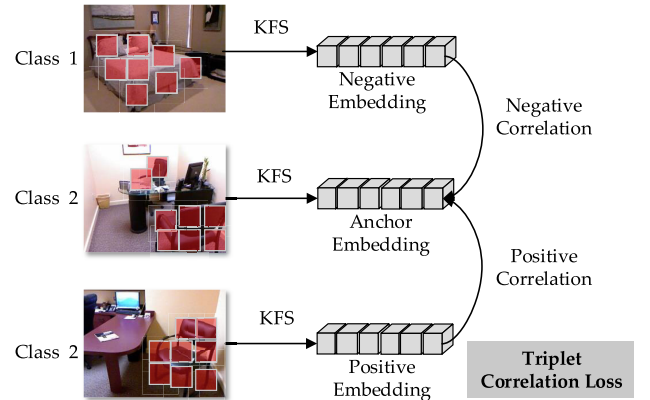 Class 1
KFS
Negative
Embedding
Negative
Correlation
Class 2
KFS
Anchor
Embedding
Positive
Correlation
Class 2
KFS
Positive
Embedding
Triplet
Correlation Loss